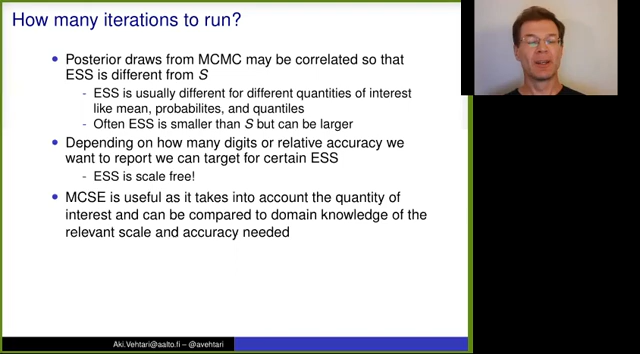 How many iterations to run?
Posterior draws from MCMC may be correlated so that
ESS is different from S
- ESS is usually different for different quantities of interest
like mean, probabilites, and quantiles
- Often ESS is smaller than S but can be larger
Depending on how many digits or relative accuracy we
want to report we can target for certain ESS
- ESS is scale free!
MCSE is useful as it takes into account the quantity of
interest and can be compared to domain knowledge of the
relevant scale and accuracy needed
Aki.Vehtari@aalto.fi – @avehtari